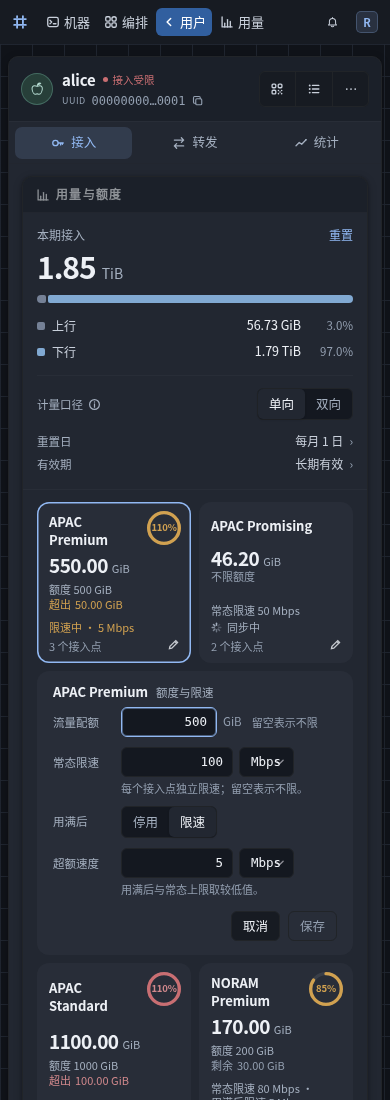 机器 编排 用户 用量 R
alice 接入受限
UUID 00000000…0001
接入 转发 统计
用量与额度
本期接入 重置
1.85 TiB
上行 56.73 GiB 3.0%
下行 1.79 TiB 97.0%
计量口径 单向 双向
重置日 每月 1 日 ›
有效期 长期有效 ›
APAC Premium 110%
550.00 GiB
额度 500 GiB
超出 50.00 GiB
限速中 · 5 Mbps
3 个接入点
APAC Promising
46.20 GiB
不限额度
常态限速 50 Mbps
同步中
2 个接入点
APAC Premium 额度与限速
流量配额 500 GiB 留空表示不限
常态限速 100 Mbps
每个接入点独立限速；留空表示不限。
用满后 停用 限速
超额速度 5 Mbps
用满后与常态上限取较低值。
取消 保存
APAC Standard 110%
1100.00 GiB
额度 1000 GiB
超出 100.00 GiB
NORAM Premium 85%
170.00 GiB
额度 200 GiB
剩余 30.00 GiB
常态限速 80 Mbps ·